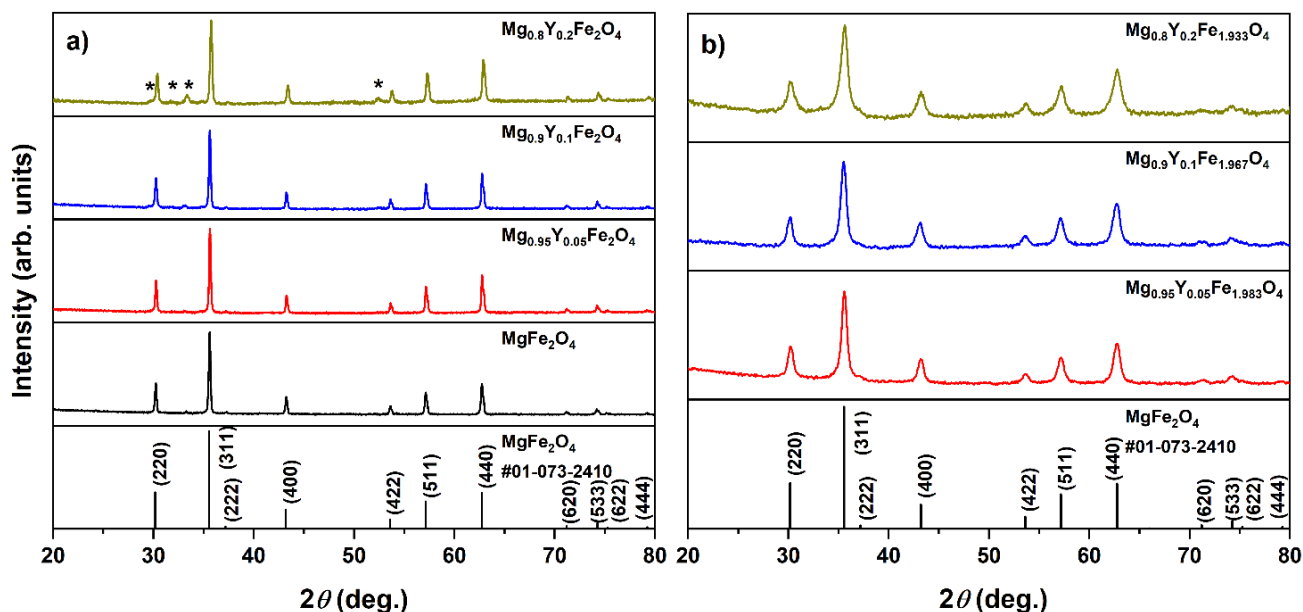 a)
Mg0.8Y0.2Fe2O4
* * * *
Mg0.9Y0.1Fe2O4
Mg0.95Y0.05Fe2O4
MgFe2O4
MgFe2O4
#01-073-2410
(220)
(311)
(222)
(400)
(422)
(511)
(440)
(620)
(533)
(622)
(444)
20 30 40 50 60 70 80
2θ (deg.)
Intensity (arb. units)
b)
Mg0.8Y0.2Fe1.933O4
Mg0.9Y0.1Fe1.967O4
Mg0.95Y0.05Fe1.983O4
MgFe2O4
#01-073-2410
(220)
(311)
(222)
(400)
(422)
(511)
(440)
(620)
(533)
(622)
(444)
20 30 40 50 60 70 80
2θ (deg.)